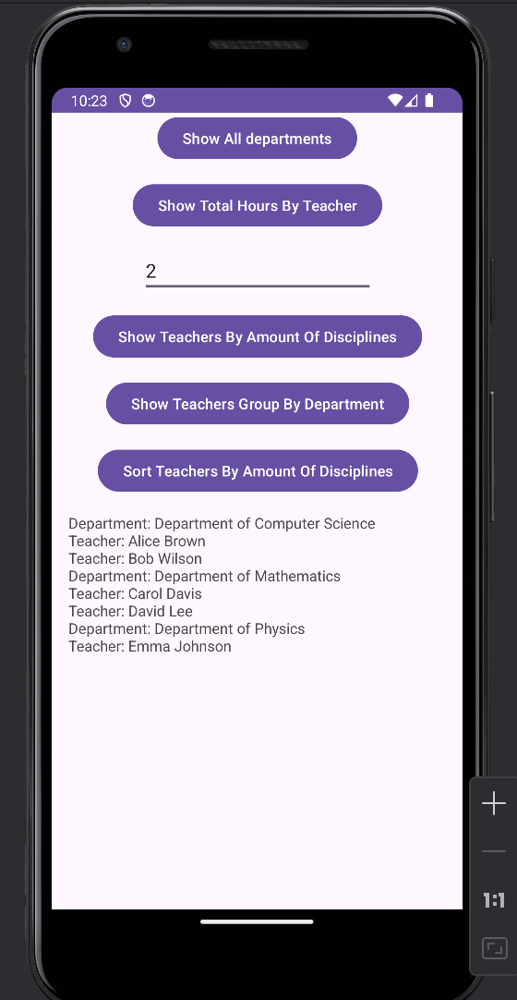 10:23
Show All departments
Show Total Hours By Teacher
2
Show Teachers By Amount Of Disciplines
Show Teachers Group By Department
Sort Teachers By Amount Of Disciplines
Department: Department of Computer Science
Teacher: Alice Brown
Teacher: Bob Wilson
Department: Department of Mathematics
Teacher: Carol Davis
Teacher: David Lee
Department: Department of Physics
Teacher: Emma Johnson
1:1